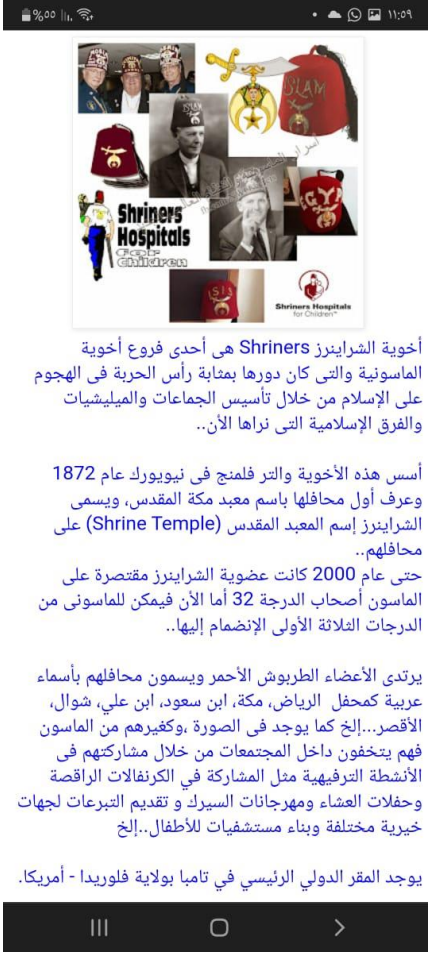 ١١:٥٩
%٥٥
ISLAM
EGYPT
Shriners
Hospitals
for
Children
Shriners Hospitals
for Children™
أخوية الشراينرز Shriners هى أحدى فروع أخوية
الماسونية والتى كان دورها بمثابة رأس الحربة فى الهجوم
على الإسلام من خلال تأسيس الجماعات والميليشيات
والفرق الإسلامية التى نراها الأن..
أسس هذه الأخوية والتر فلمنج فى نيويورك عام 1872
وعرف أول محافلها باسم معبد مكة المقدس، ويسمى
الشراينرز إسم المعبد المقدس (Shrine Temple) على
محافلهم..
حتى عام 2000 كانت عضوية الشراينرز مقتصرة على
الماسون أصحاب الدرجة 32 أما الأن فيمكن للماسونى من
الدرجات الثلاثة الأولى الإنضمام إليها..
يرتدى الأعضاء الطربوش الأحمر ويسمون محافلهم بأسماء
عربية كمحفل الرياض، مكة، ابن سعود، ابن علي، شوال،
الأقصر...إلخ كما يوجد فى الصورة ،وكغيرهم من الماسون
فهم يتخفون داخل المجتمعات من خلال مشاركتهم فى
الأنشطة الترفيهية مثل المشاركة في الكرنفالات الراقصة
وحفلات العشاء ومهرجانات السيرك و تقديم التبرعات لجهات
خيرية مختلفة وبناء مستشفيات للأطفال..إلخ
يوجد المقر الدولي الرئيسي في تامبا بولاية فلوريدا - أمريكا.